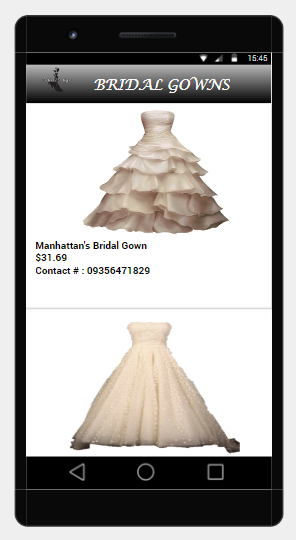 15:45
BRIDAL GOWNS
Manhattan's Bridal Gown
$31.69
Contact # : 09356471829